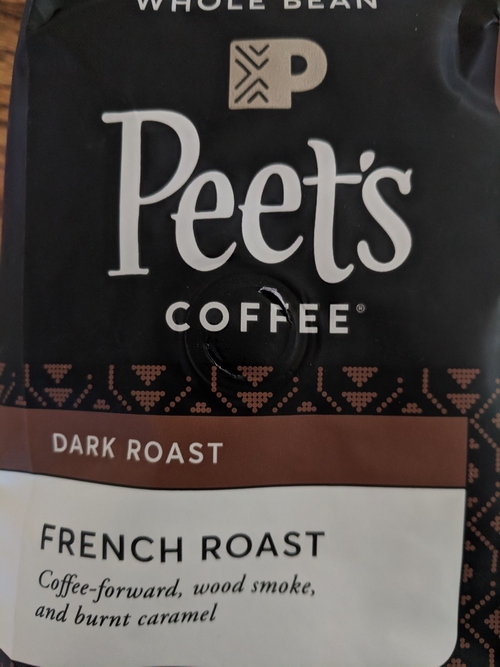 WHOLE BEAN
P
Peet's
COFFEE®
DARK ROAST
FRENCH ROAST
Coffee-forward, wood smoke,
and burnt caramel